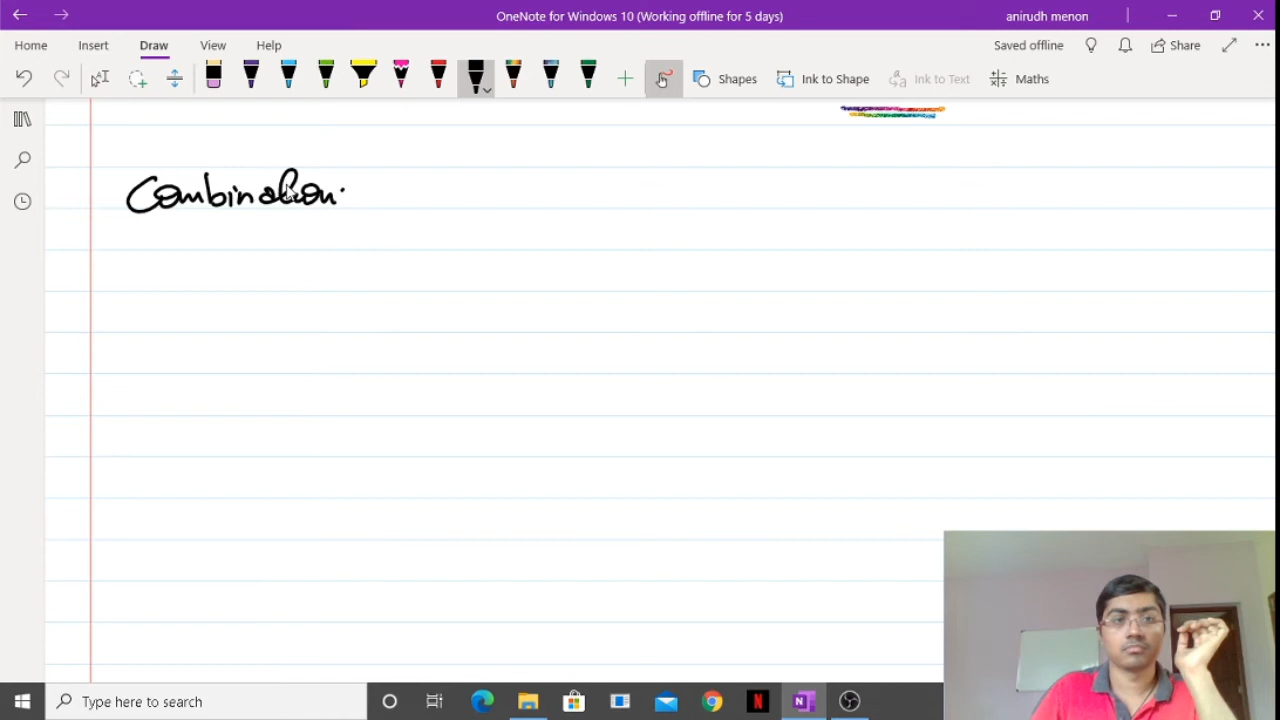 OneNote for Windows 10 (Working offline for 5 days)
anirudh menon
Home Insert Draw View Help
Saved offline Share
Shapes Ink to Shape Ink to Text Maths
Combination.
Type here to search